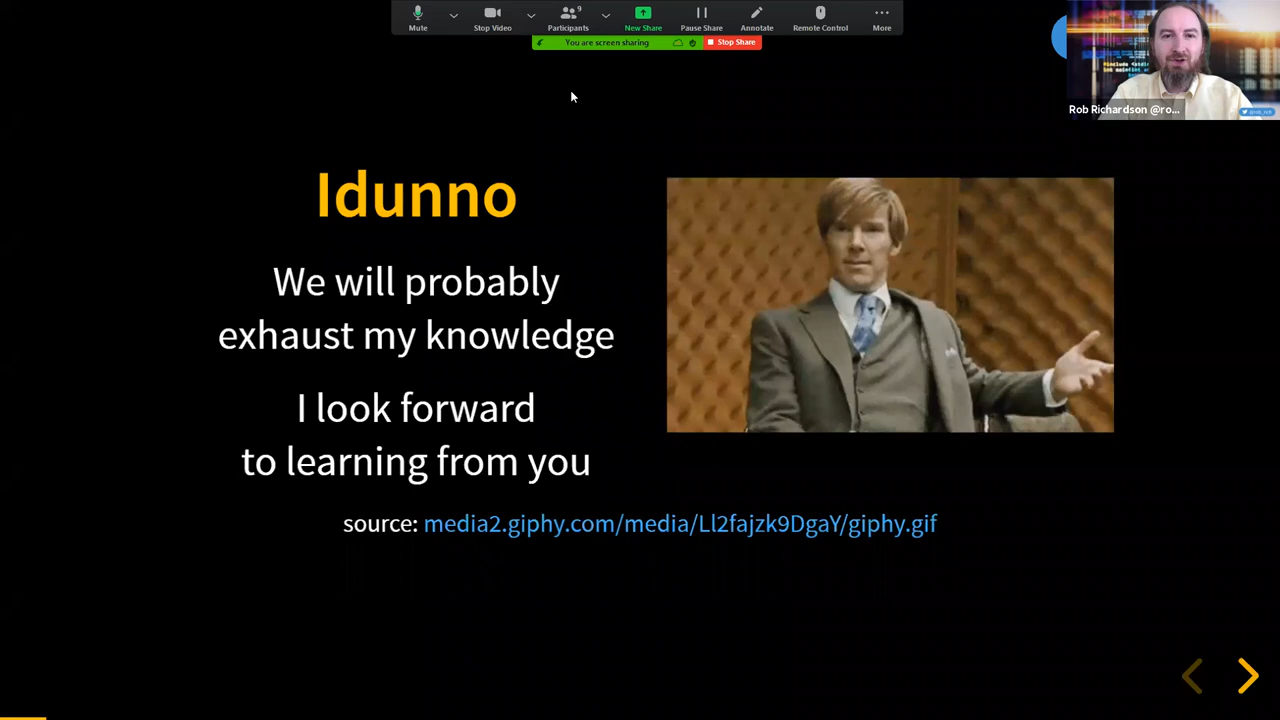 Mute
Stop Video
9
Participants
New Share
Pause Share
Annotate
Remote Control
More
You are screen sharing
Stop Share
Rob Richardson @ro...
Idunno
We will probably
exhaust my knowledge
I look forward
to learning from you
source: media2.giphy.com/media/Ll2fajzk9DgaY/giphy.gif